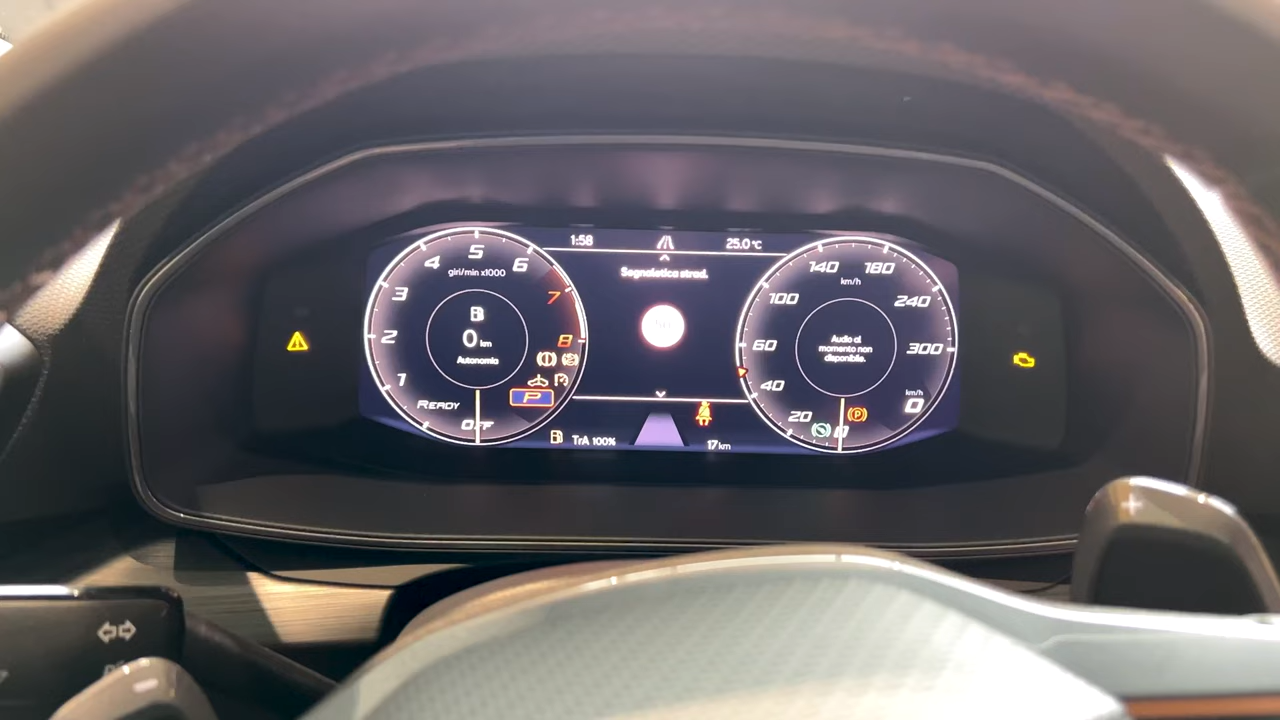 1:58
25.0 °C
Segnaletica strad.
1
2
3
4
5
6
7
8
giri/min x1000
0 km
Autonomia
READY
OFF
P
TrA 100%
17 km
20
40
60
100
140
180
240
300
km/h
Audio al
momento non
disponibile.
km/h
0
P
+